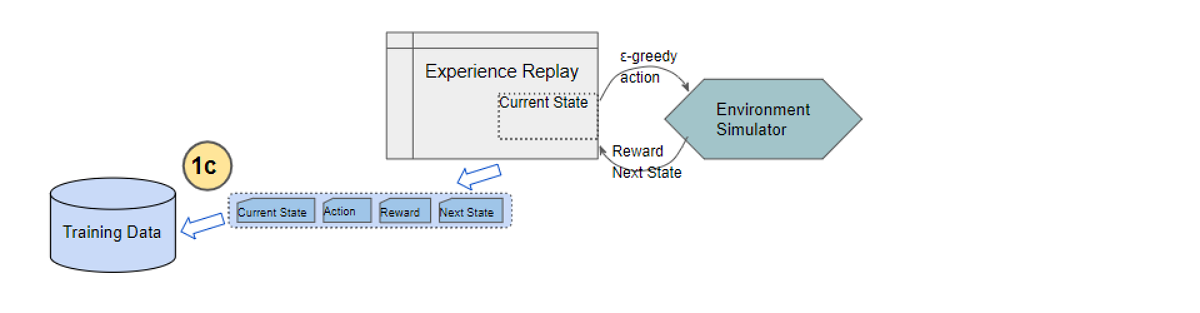 ε-greedy
action
Experience Replay
Current State
Environment
Simulator
Reward
Next State
1c
Current State
Action
Reward
Next State
Training Data